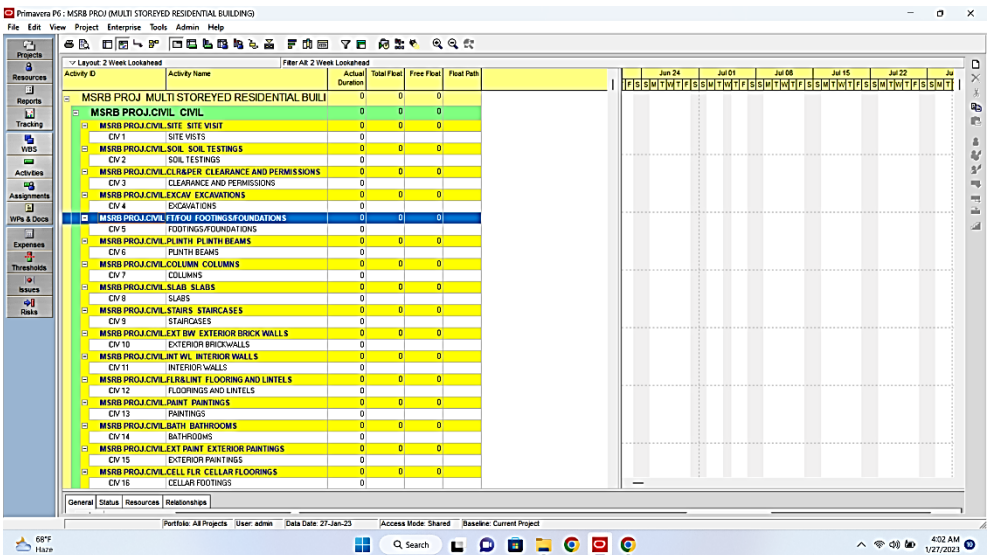 Primavera P6 : MSRB PROJ (MULTI STOREYED RESIDENTIAL BUILDING)
File Edit View Project Enterprise Tools Admin Help
Projects
Resources
Reports
Tracking
WBS
Activities
Assignments
WPs & Docs
Expenses
Thresholds
Issues
Risks
Layout: 2 Week Lookahead Filter All: 2 Week Lookahead
Activity ID Activity Name Actual Duration Total Float Free Float Float Path
Jun 24 Jul 01 Jul 08 Jul 15 Jul 22 Ju
T F S S M T W T F S S M T W T F S S M T W T F S S M T W T F S S M T
MSRB PROJ MULTI STOREYED RESIDENTIAL BUILI 0 0 0
MSRB PROJ.CIVIL CIVIL 0 0 0
MSRB PROJ.CIVIL.SITE SITE VISIT 0 0 0
CIV 1 SITE VISTS 0
MSRB PROJ.CIVIL.SOIL SOIL TESTINGS 0 0 0
CIV 2 SOIL TESTINGS 0
MSRB PROJ.CIVIL.CLR&PER CLEARANCE AND PERMISSIONS 0 0 0
CIV 3 CLEARANCE AND PERMISSIONS 0
MSRB PROJ.CIVIL.EXCAV EXCAVATIONS 0 0 0
CIV 4 EXCAVATIONS 0
MSRB PROJ.CIVIL.FT/FOU FOOTINGS/FOUNDATIONS 0 0 0
CIV 5 FOOTINGS/FOUNDATIONS 0
MSRB PROJ.CIVIL.PLINTH PLINTH BEAMS 0 0 0
CIV 6 PLINTH BEAMS 0
MSRB PROJ.CIVIL.COLUMN COLUMNS 0 0 0
CIV 7 COLUMNS 0
MSRB PROJ.CIVIL.SLAB SLABS 0 0 0
CIV 8 SLABS 0
MSRB PROJ.CIVIL.STAIRS STAIRCASES 0 0 0
CIV 9 STAIRCASES 0
MSRB PROJ.CIVIL.EXT BW EXTERIOR BRICK WALLS 0 0 0
CIV 10 EXTERIOR BRICKWALLS 0
MSRB PROJ.CIVIL.INT WL INTERIOR WALLS 0 0 0
CIV 11 INTERIOR WALLS 0
MSRB PROJ.CIVIL.FLR&LINT FLOORING AND LINTELS 0 0 0
CIV 12 FLOORINGS AND LINTELS 0
MSRB PROJ.CIVIL.PAINT PAINTINGS 0 0 0
CIV 13 PAINTINGS 0
MSRB PROJ.CIVIL.BATH BATHROOMS 0 0 0
CIV 14 BATHROOMS 0
MSRB PROJ.CIVIL.EXT PAINT EXTERIOR PAINTINGS 0 0 0
CIV 15 EXTERIOR PAINTINGS 0
MSRB PROJ.CIVIL.CELL FLR CELLAR FLOORINGS 0 0 0
CIV 16 CELLAR FOOTINGS 0
General Status Resources Relationships
Portfolio: All Projects User: admin Data Date: 27-Jan-23 Access Mode: Shared Baseline: Current Project
68°F
Haze
Search
4:02 AM
1/27/2023